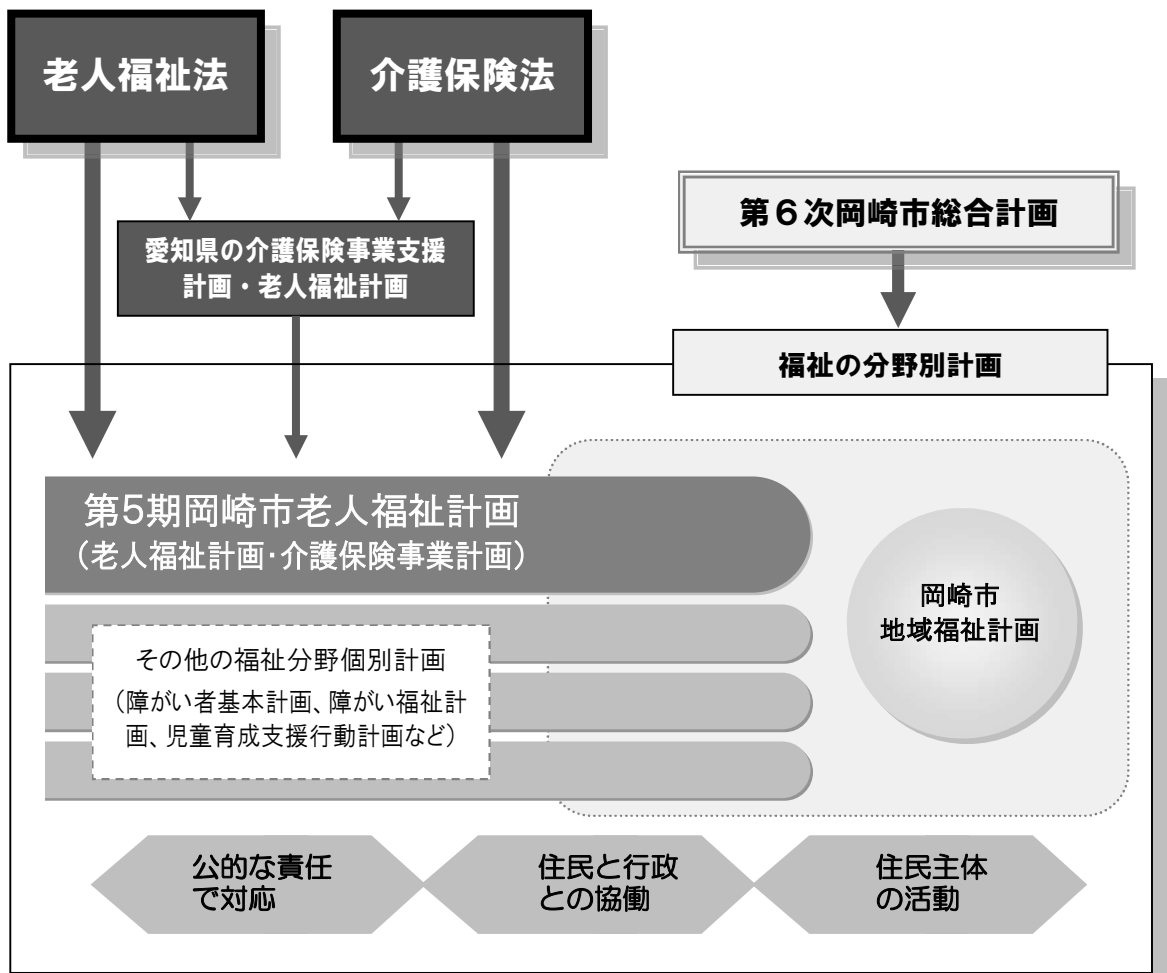 老人福祉法
介護保険法
第６次岡崎市総合計画
愛知県の介護保険事業支援
計画・老人福祉計画
福祉の分野別計画
第5期岡崎市老人福祉計画
（老人福祉計画･介護保険事業計画）
岡崎市
地域福祉計画
その他の福祉分野個別計画
（障がい者基本計画、障がい福祉計
画、児童育成支援行動計画など）
公的な責任
で対応
住民と行政
との協働
住民主体
の活動